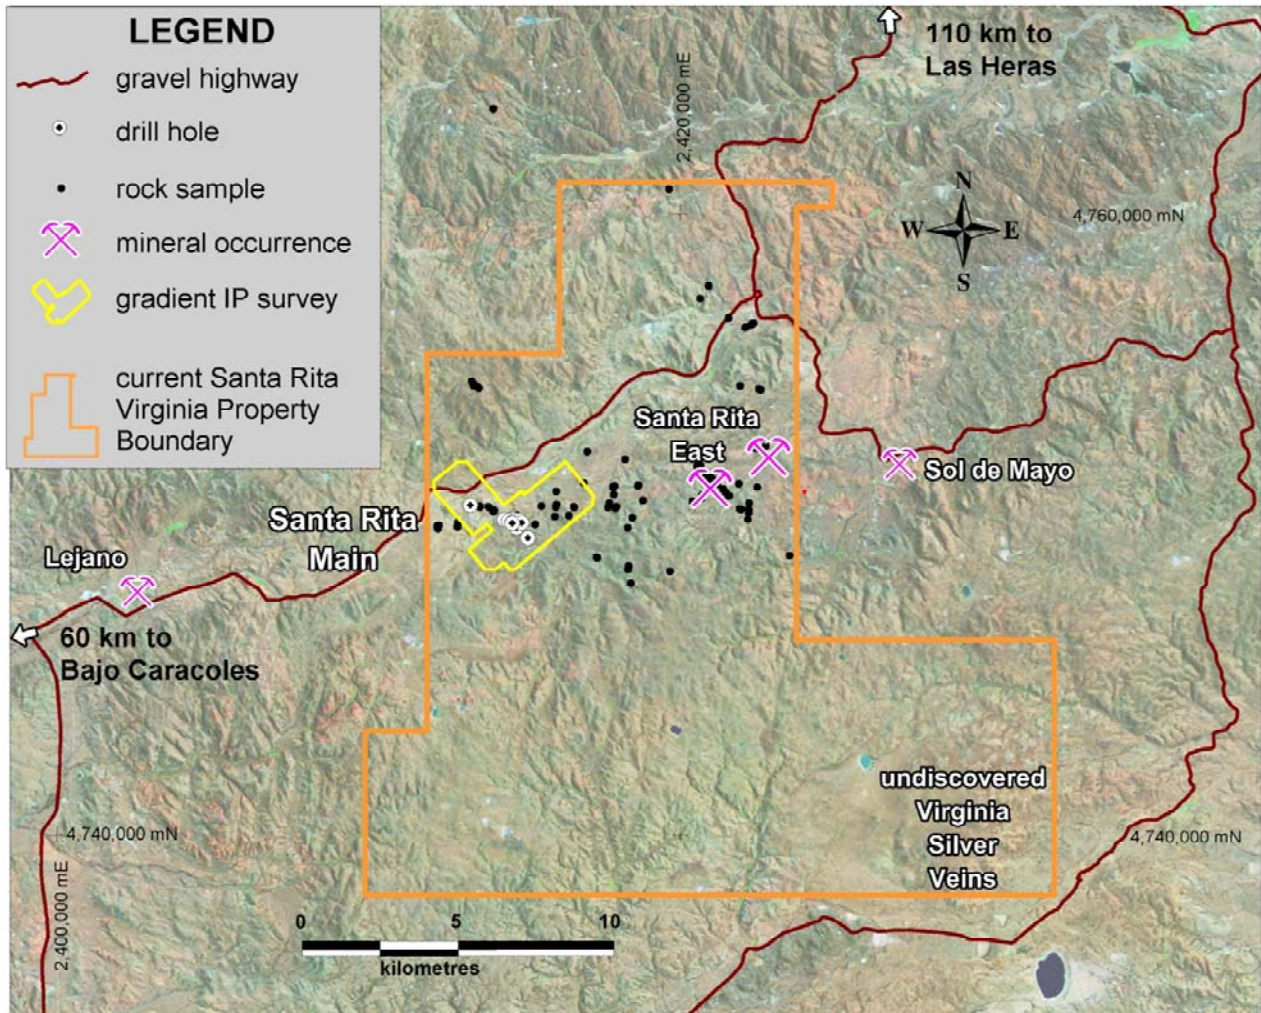 LEGEND
gravel highway
drill hole
rock sample
mineral occurrence
gradient IP survey
current Santa Rita
Virginia Property
Boundary
110 km to
Las Heras
2,420,000 mE
N
W E
S
4,760,000 mN
Santa Rita
East
Sol de Mayo
Santa Rita
Main
Lejano
60 km to
Bajo Caracoles
undiscovered
Virginia
Silver
Veins
4,740,000 mN
4,740,000 mN
2,400,000 mE
0 5 10
kilometres